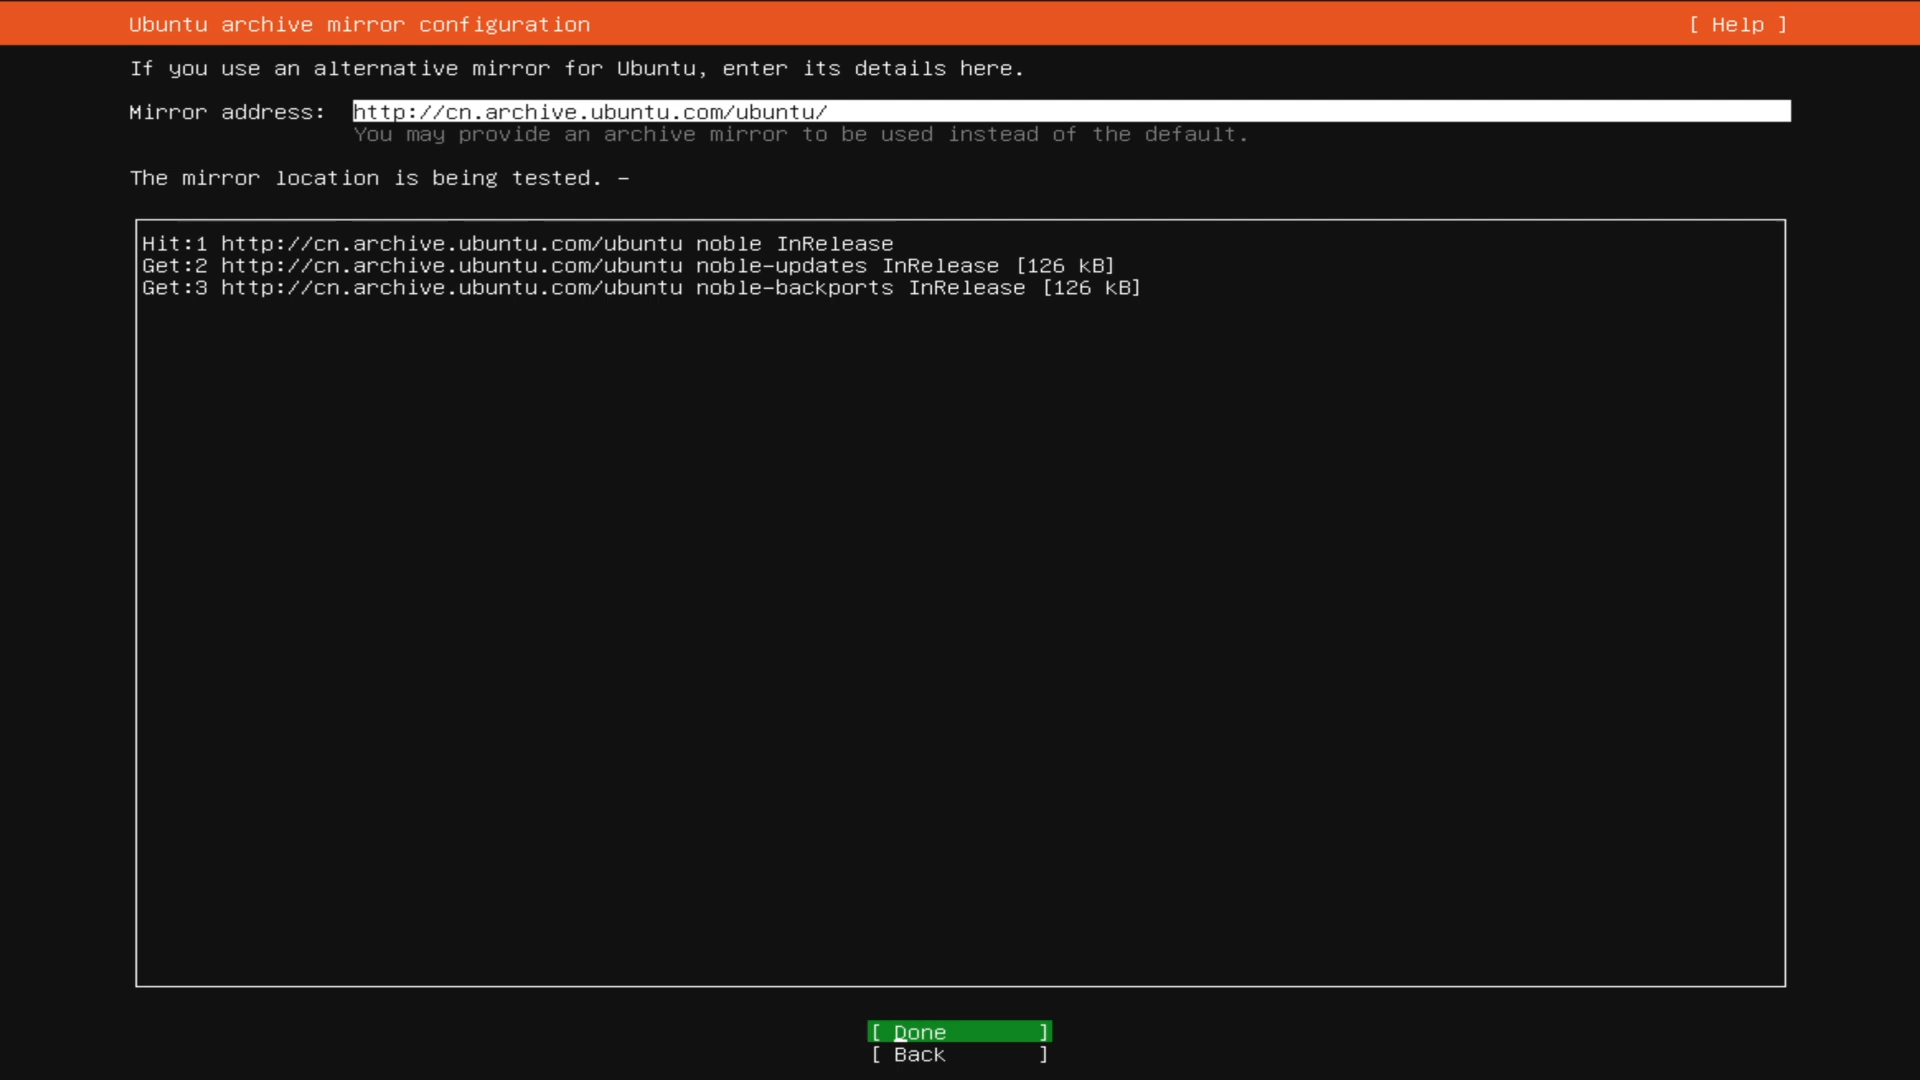 Ubuntu archive mirror configuration [ Help ]
If you use an alternative mirror for Ubuntu, enter its details here.
Mirror address: http://cn.archive.ubuntu.com/ubuntu/
You may provide an archive mirror to be used instead of the default.
The mirror location is being tested. –
Hit:1 http://cn.archive.ubuntu.com/ubuntu noble InRelease
Get:2 http://cn.archive.ubuntu.com/ubuntu noble-updates InRelease [126 kB]
Get:3 http://cn.archive.ubuntu.com/ubuntu noble-backports InRelease [126 kB]
[ Done ]
[ Back ]